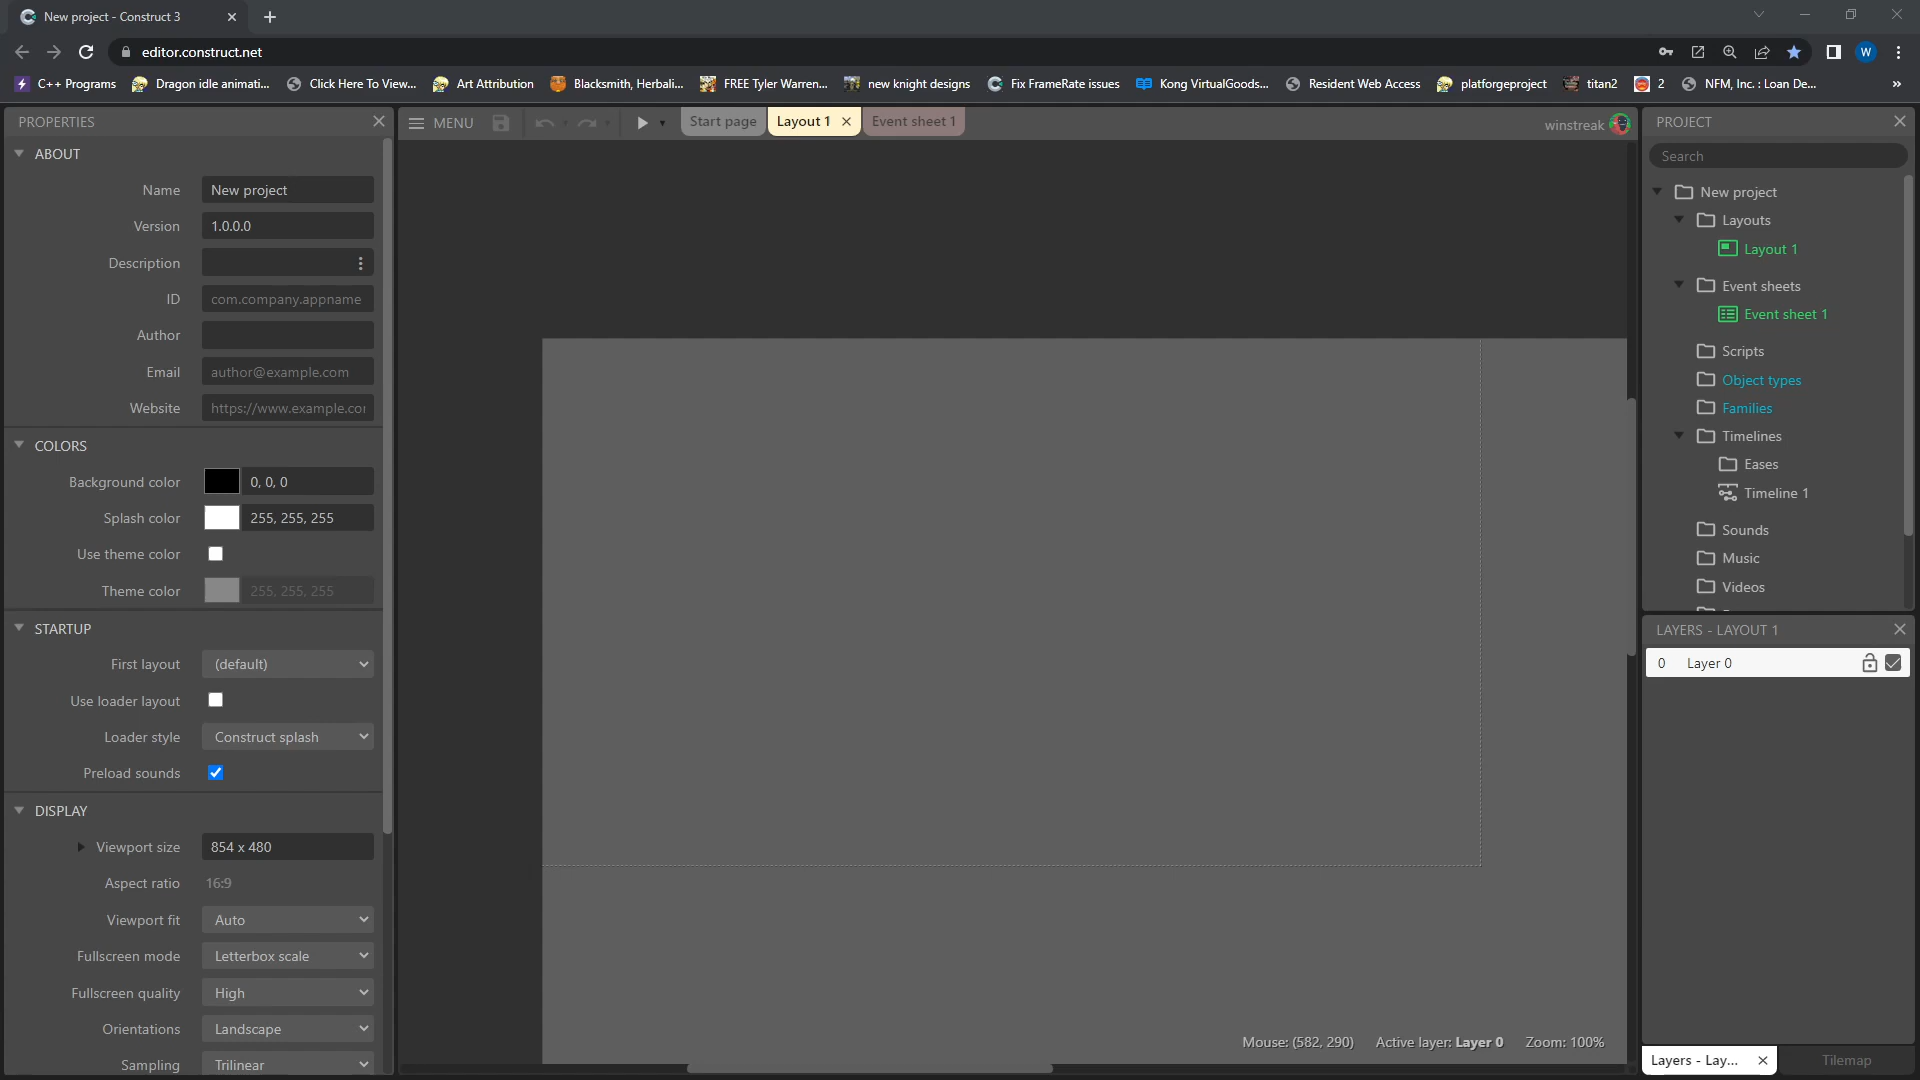 New project - Construct 3
editor.construct.net
W
C++ Programs
Dragon idle animati...
Click Here To View...
Art Attribution
Blacksmith, Herbali...
FREE Tyler Warren...
new knight designs
Fix FrameRate issues
Kong VirtualGoods...
Resident Web Access
platforgeproject
titan2
2
NFM, Inc. : Loan De...
»
PROPERTIES
MENU
Start page
Layout 1
Event sheet 1
winstreak
PROJECT
ABOUT
Name New project
Version 1.0.0.0
Description
ID com.company.appname
Author
Email author@example.com
Website https://www.example.co
COLORS
Background color 0, 0, 0
Splash color 255, 255, 255
Use theme color
Theme color 255, 255, 255
STARTUP
First layout (default)
Use loader layout
Loader style Construct splash
Preload sounds
DISPLAY
Viewport size 854 x 480
Aspect ratio 16:9
Viewport fit Auto
Fullscreen mode Letterbox scale
Fullscreen quality High
Orientations Landscape
Sampling Trilinear
Mouse: (582, 290) Active layer: Layer 0 Zoom: 100%
Search
New project
Layouts
Layout 1
Event sheets
Event sheet 1
Scripts
Object types
Families
Timelines
Eases
Timeline 1
Sounds
Music
Videos
LAYERS - LAYOUT 1
0 Layer 0
Layers - Lay...
Tilemap